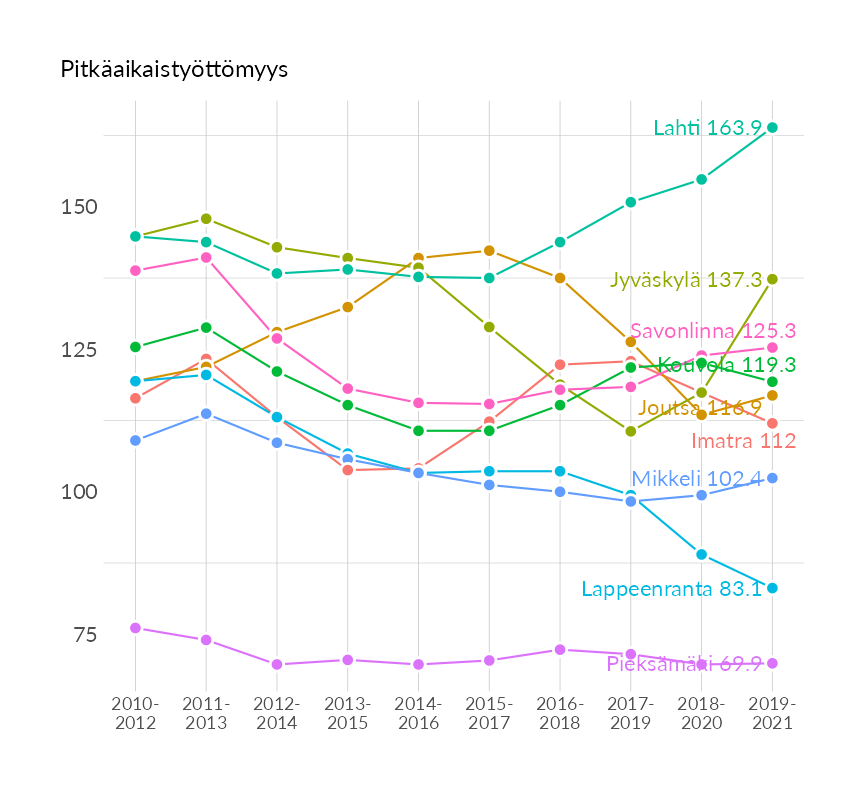 Pitkäaikaistyöttömyys
Lahti 163.9
150
Jyväskylä 137.3
Savonlinna 125.3
125
Kouvola 119.3
Joutsa 116.9
Imatra 112
Mikkeli 102.4
100
Lappeenranta 83.1
75
Pieksämäki 69.9
2010- 2011- 2012- 2013- 2014- 2015- 2016- 2017- 2018- 2019-
2012 2013 2014 2015 2016 2017 2018 2019 2020 2021